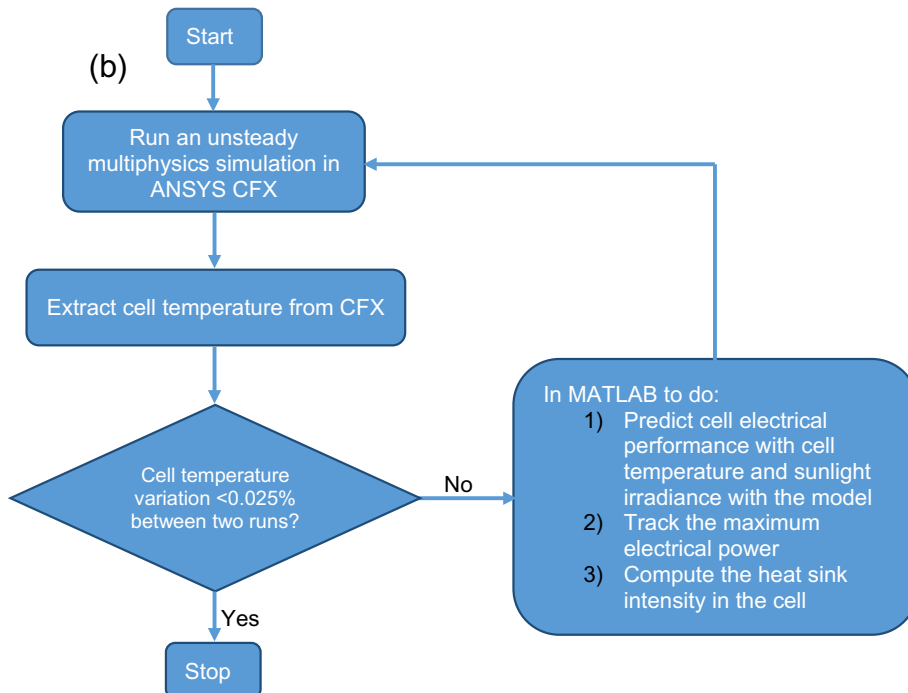 Start
(b)
Run an unsteady
multiphysics simulation in
ANSYS CFX
Extract cell temperature from CFX
Cell temperature
variation <0.025%
between two runs?
No
Yes
Stop
In MATLAB to do:
1) Predict cell electrical
performance with cell
temperature and sunlight
irradiance with the model
2) Track the maximum
electrical power
3) Compute the heat sink
intensity in the cell